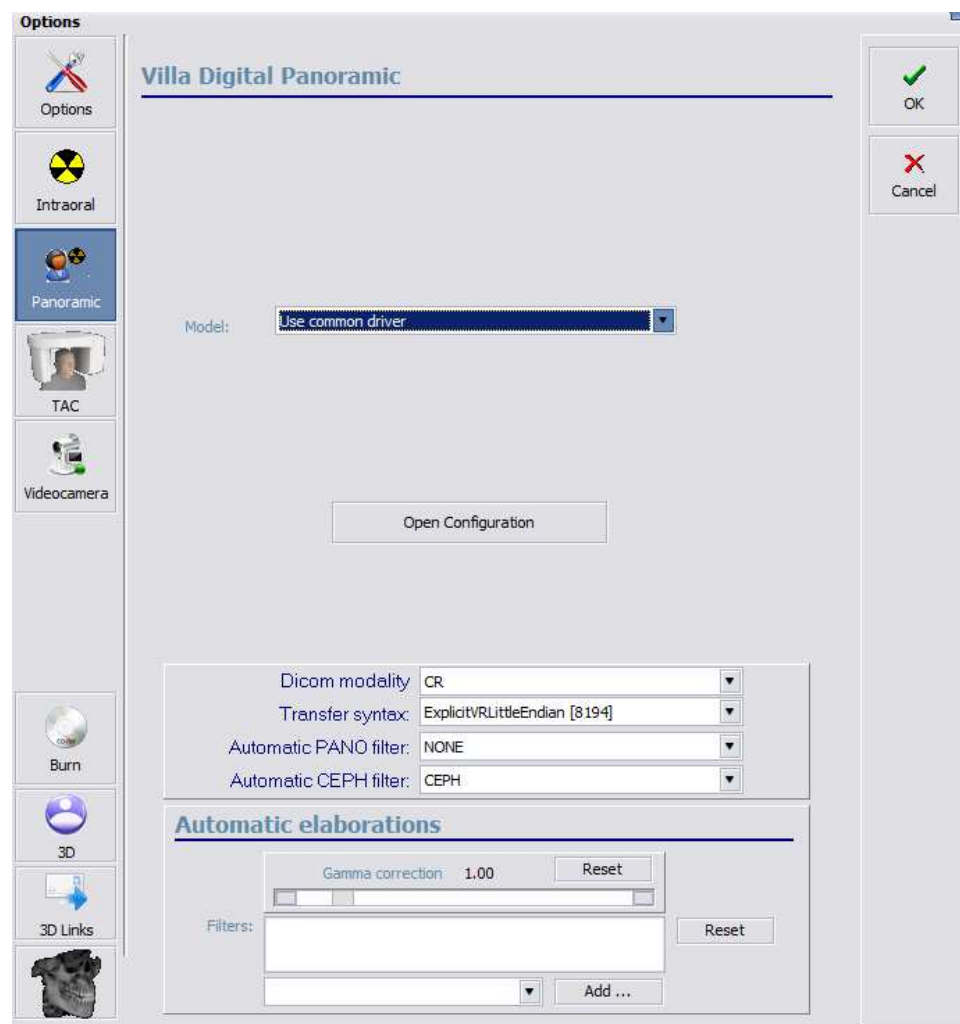 Options
Options
Intraoral
Panoramic
TAC
Videocamera
Burn
3D
3D Links
Villa Digital Panoramic
Model: Use common driver
Open Configuration
Dicom modality CR
Transfer syntax: ExplicitVRLittleEndian [8194]
Automatic PANO filter: NONE
Automatic CEPH filter: CEPH
Automatic elaborations
Gamma correction 1.00 Reset
Filters: Reset
Add ...
OK
Cancel